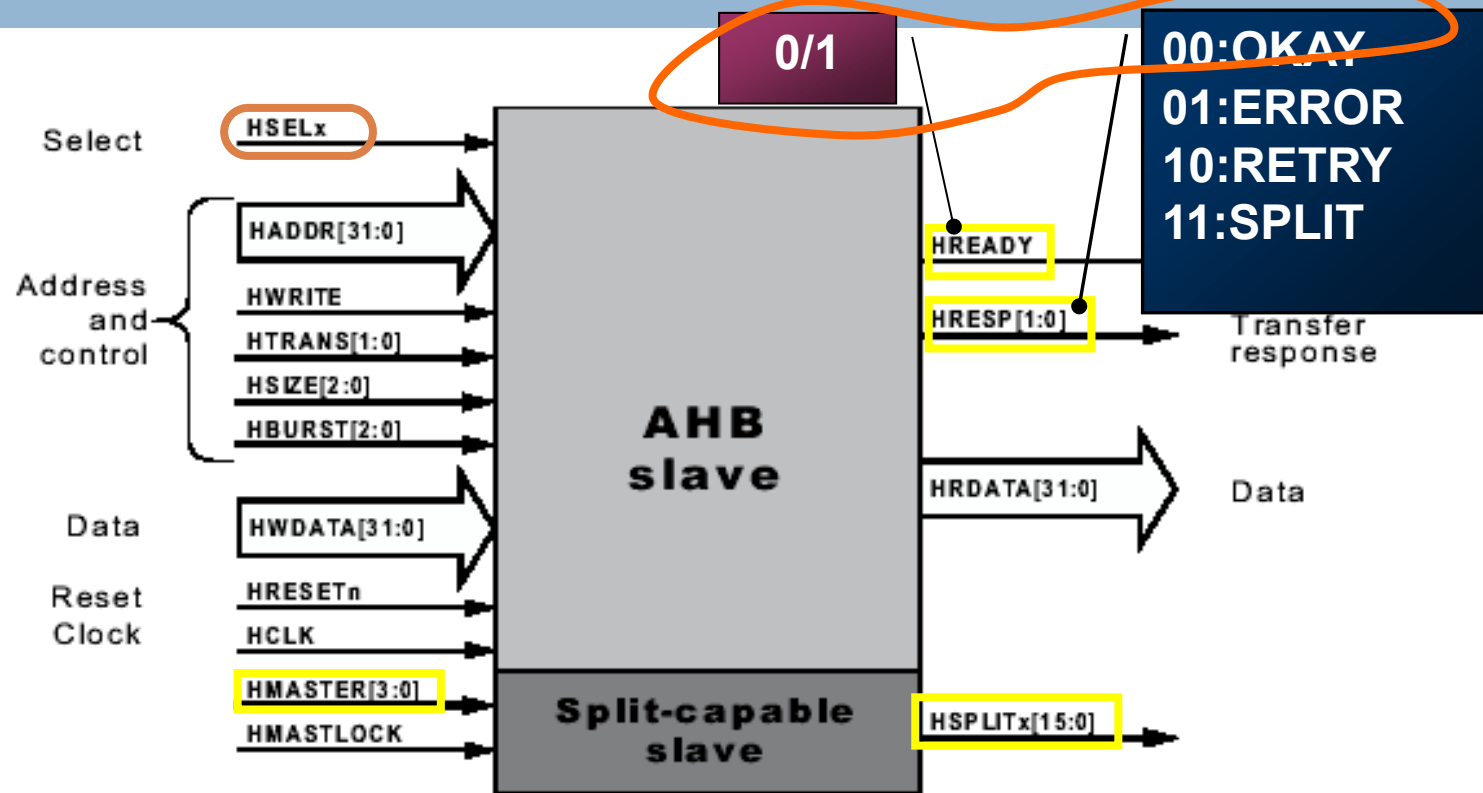 0/1
00:OKAY
01:ERROR
10:RETRY
11:SPLIT
Select
HSELx
Address
and
control
HADDR[31:0]
HWRITE
HTRANS[1:0]
HSIZE[2:0]
HBURST[2:0]
Data
HWDATA[31:0]
Reset
HRESETn
Clock
HCLK
HMASTER[3:0]
HMASTLOCK
AHB
slave
Split-capable
slave
HREADY
HRESP[1:0]
Transfer
response
HRDATA[31:0]
Data
HSPLITx[15:0]